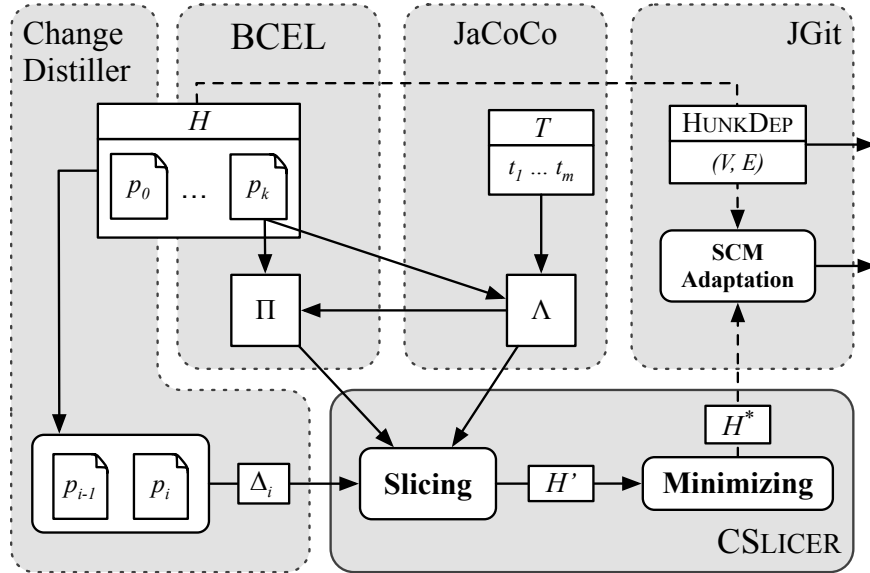 Change
Distiller
BCEL
JaCoCo
JGit
H
p0 … pk
T
t1 ... tm
HUNKDEP
(V, E)
SCM
Adaptation
Π
Λ
H*
pi-1 pi
Δi
Slicing
H’
Minimizing
CSLICER